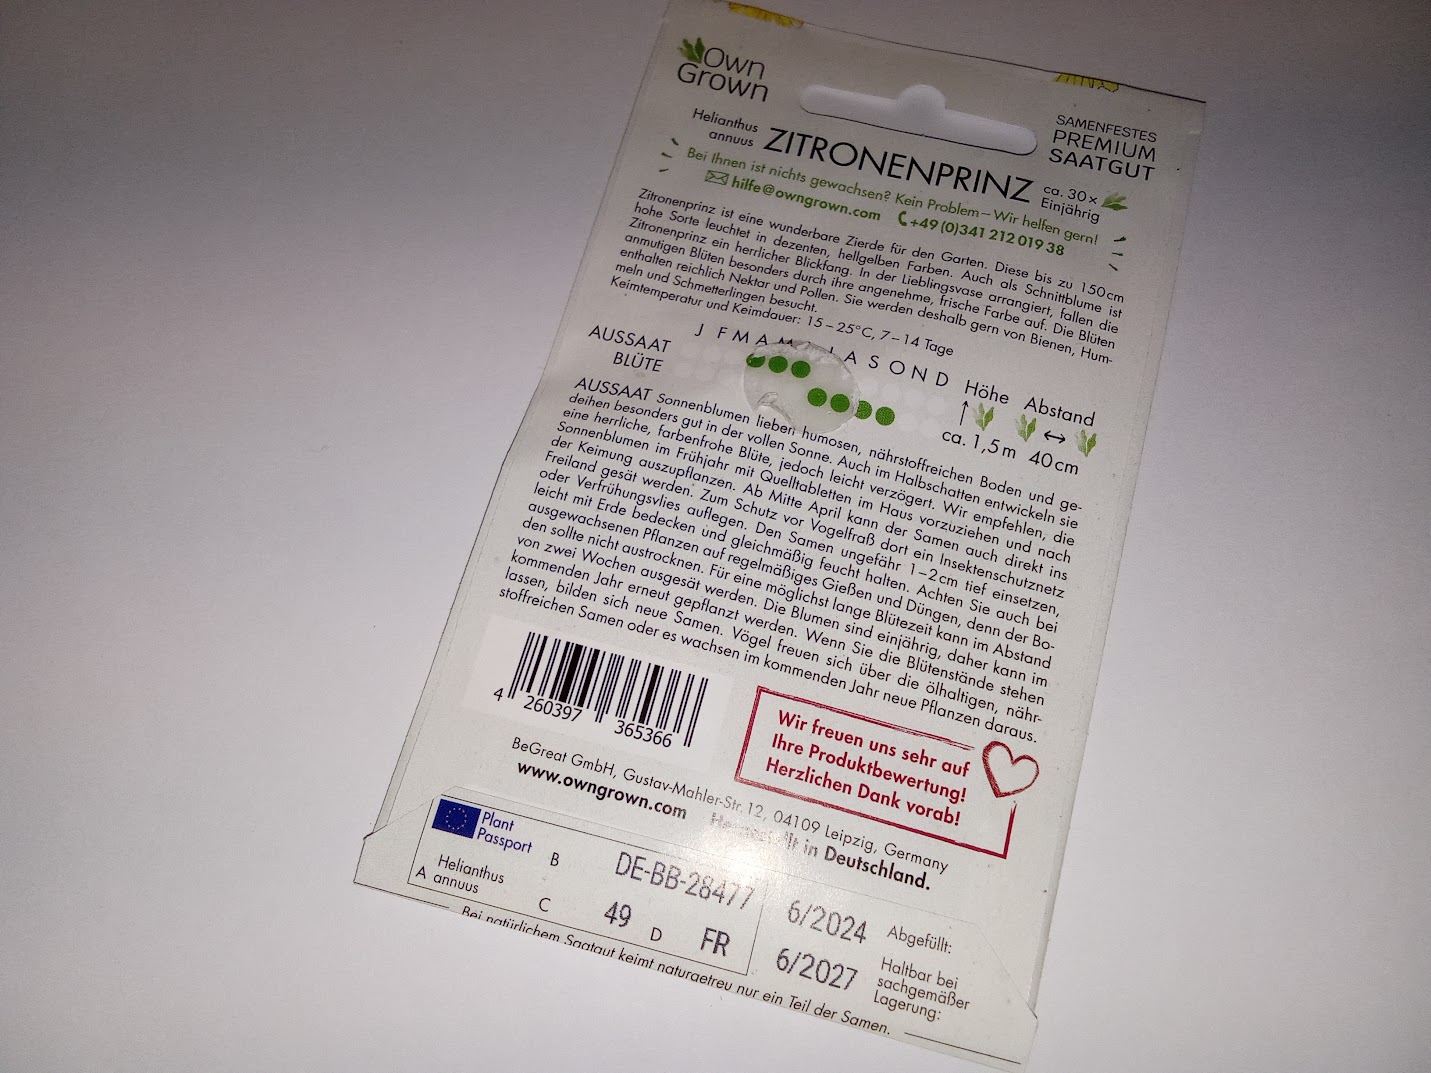 Own
Grown
Helianthus
annuus
ZITRONENPRINZ
ca. 30×
Einjährig
SAMENFESTES
PREMIUM
SAATGUT
Bei Ihnen ist nichts gewachsen? Kein Problem – Wir helfen gern!
hilfe@owngrown.com +49 (0)341 212 019 38
Zitronenprinz ist eine wunderbare Zierde für den Garten. Diese bis zu 150cm
hohe Sorte leuchtet in dezenten, hellgelben Farben. Auch als Schnittblume ist
Zitronenprinz ein herrlicher Blickfang. In der Lieblingsvase arrangiert, fallen die
anmutigen Blüten besonders durch ihre angenehme, frische Farbe auf. Die Blüten
enthalten reichlich Nektar und Pollen. Sie werden deshalb gern von Bienen, Hum-
meln und Schmetterlingen besucht.
Keimtemperatur und Keimdauer: 15 – 25°C, 7 – 14 Tage
J F M A M J A S O N D
AUSSAAT
BLÜTE
Höhe Abstand
ca. 1,5m 40cm
AUSSAAT Sonnenblumen lieben humosen, nährstoffreichen Boden und ge-
deihen besonders gut in der vollen Sonne. Auch im Halbschatten entwickeln sie
eine herrliche, farbenfrohe Blüte, jedoch leicht verzögert. Wir empfehlen, die
Sonnenblumen im Frühjahr mit Quelltabletten im Haus vorzuziehen und nach
der Keimung auszupflanzen. Ab Mitte April kann der Samen auch direkt ins
Freiland gesät werden. Zum Schutz vor Vogelfraß dort ein Insektenschutznetz
oder Verfrühungsvlies auflegen. Den Samen ungefähr 1–2cm tief einsetzen,
leicht mit Erde bedecken und gleichmäßig feucht halten. Achten Sie auch bei
ausgewachsenen Pflanzen auf regelmäßiges Gießen und Düngen, denn der Bo-
den sollte nicht austrocknen. Für eine möglichst lange Blütezeit kann im Abstand
von zwei Wochen ausgesät werden. Die Blumen sind einjährig, daher kann im
kommenden Jahr erneut gepflanzt werden. Wenn Sie die Blütenstände stehen
lassen, bilden sich neue Samen. Vögel freuen sich über die ölhaltigen, nähr-
stoffreichen Samen oder es wachsen im kommenden Jahr neue Pflanzen daraus.
4 260397 365366
Wir freuen uns sehr auf
Ihre Produktbewertung!
Herzlichen Dank vorab!
BeGreat GmbH, Gustav-Mahler-Str. 12, 04109 Leipzig, Germany
www.owngrown.com Hergestellt in Deutschland.
Plant
Passport
B DE-BB-28477
A Helianthus
annuus
C 49 D FR
6/2024 Abgefüllt:
6/2027 Haltbar bei
sachgemäßer
Lagerung:
Bei natürlichem Saatgut keimt naturgetreu nur ein Teil der Samen.